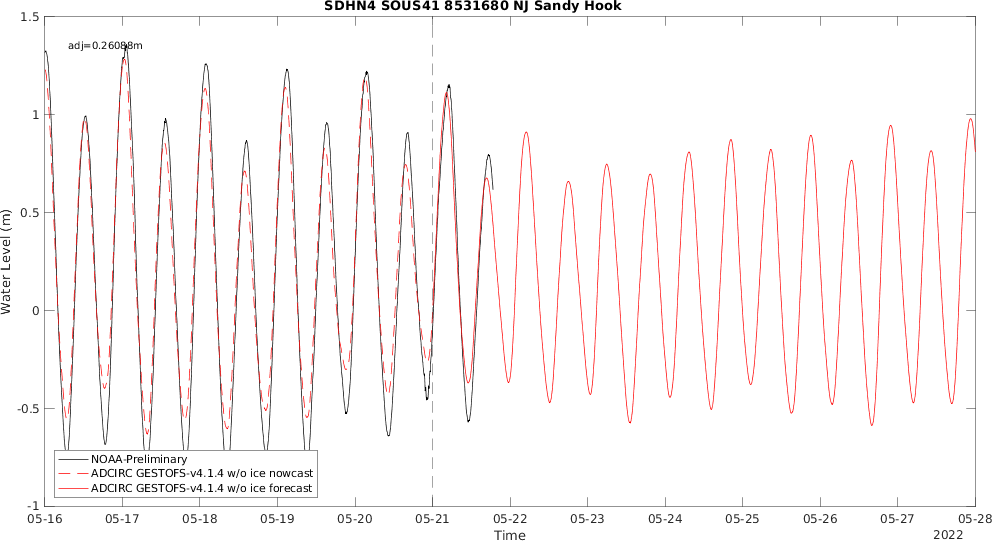 SDHN4 SOUS41 8531680 NJ Sandy Hook
adj=0.26088m
1.5
1
0.5
0
-0.5
-1
Water Level (m)
NOAA-Preliminary
ADCIRC GESTOFS-v4.1.4 w/o ice nowcast
ADCIRC GESTOFS-v4.1.4 w/o ice forecast
05-16 05-17 05-18 05-19 05-20 05-21 05-22 05-23 05-24 05-25 05-26 05-27 05-28
Time
2022